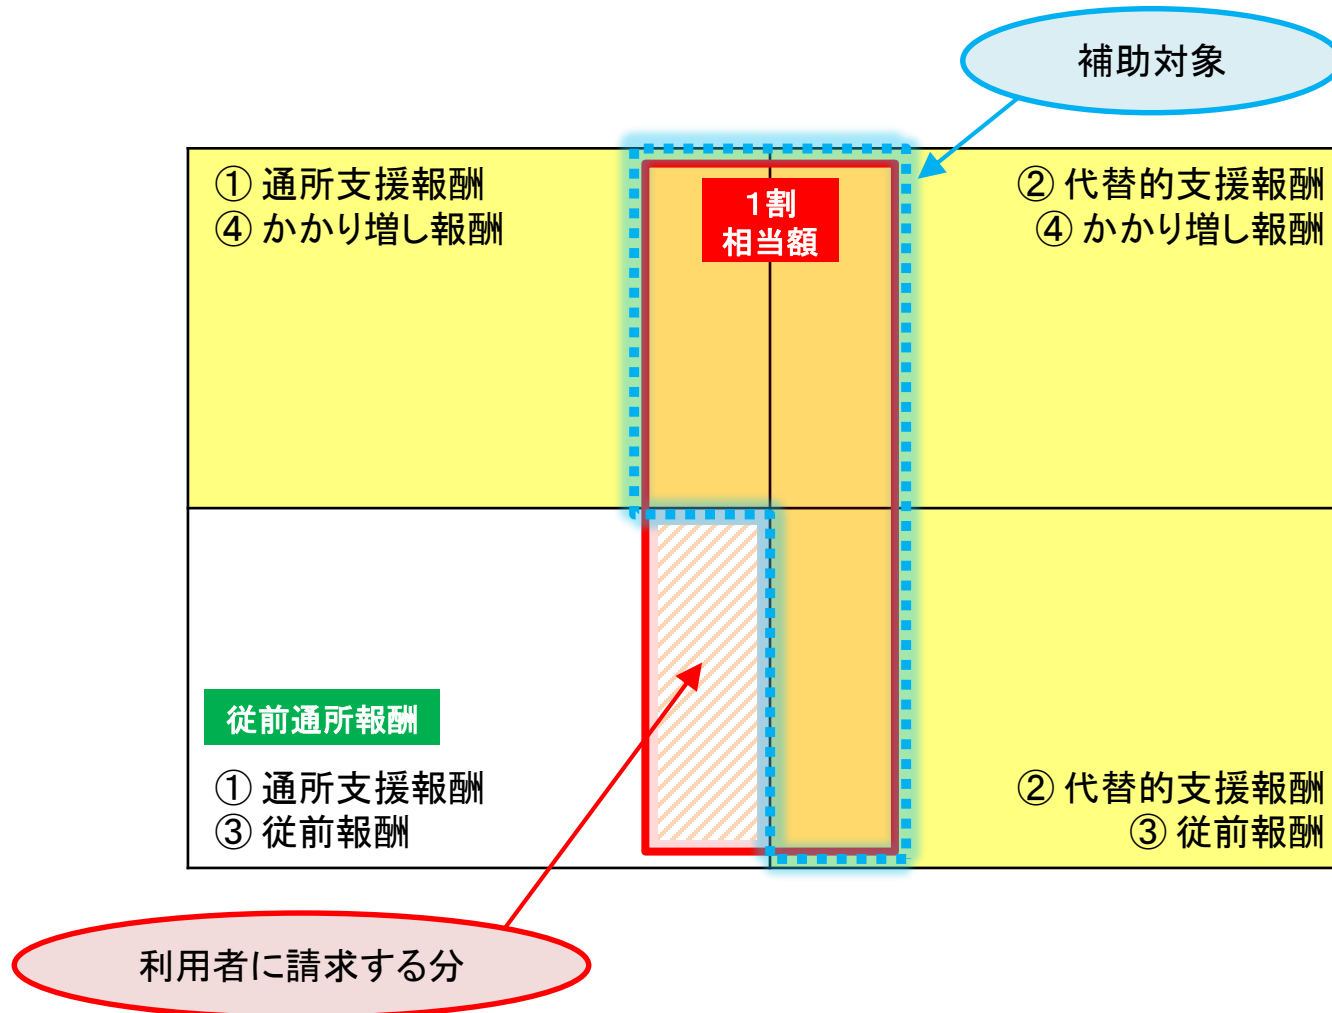 補助対象
① 通所支援報酬
④ かかり増し報酬
1割
相当額
② 代替的支援報酬
④ かかり増し報酬
従前通所報酬
① 通所支援報酬
③ 従前報酬
② 代替的支援報酬
③ 従前報酬
利用者に請求する分